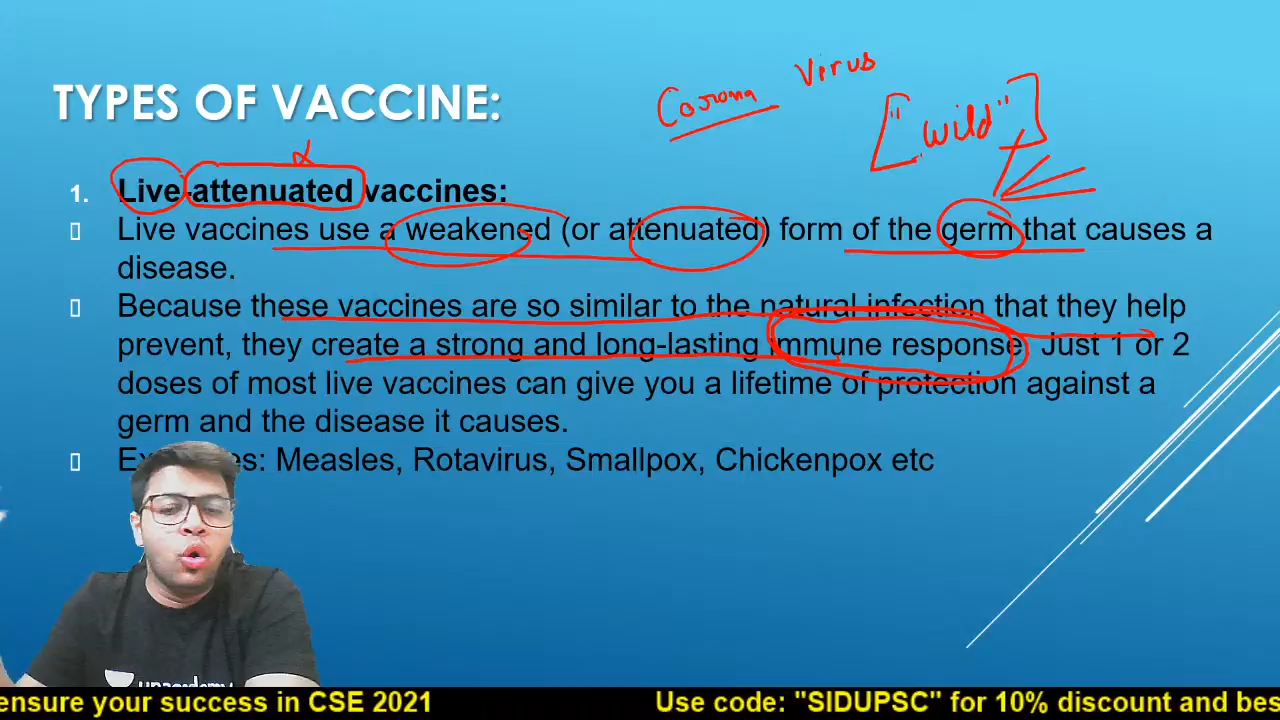 Corona Virus
["wild"]
TYPES OF VACCINE:
1. Live-attenuated vaccines:
Live vaccines use a weakened (or attenuated) form of the germ that causes a
disease.
Because these vaccines are so similar to the natural infection that they help
prevent, they create a strong and long-lasting immune response. Just 1 or 2
doses of most live vaccines can give you a lifetime of protection against a
germ and the disease it causes.
Measles, Rotavirus, Smallpox, Chickenpox etc
unacademy
ensure your success in CSE 2021 Use code: "SIDUPSC" for 10% discount and bes